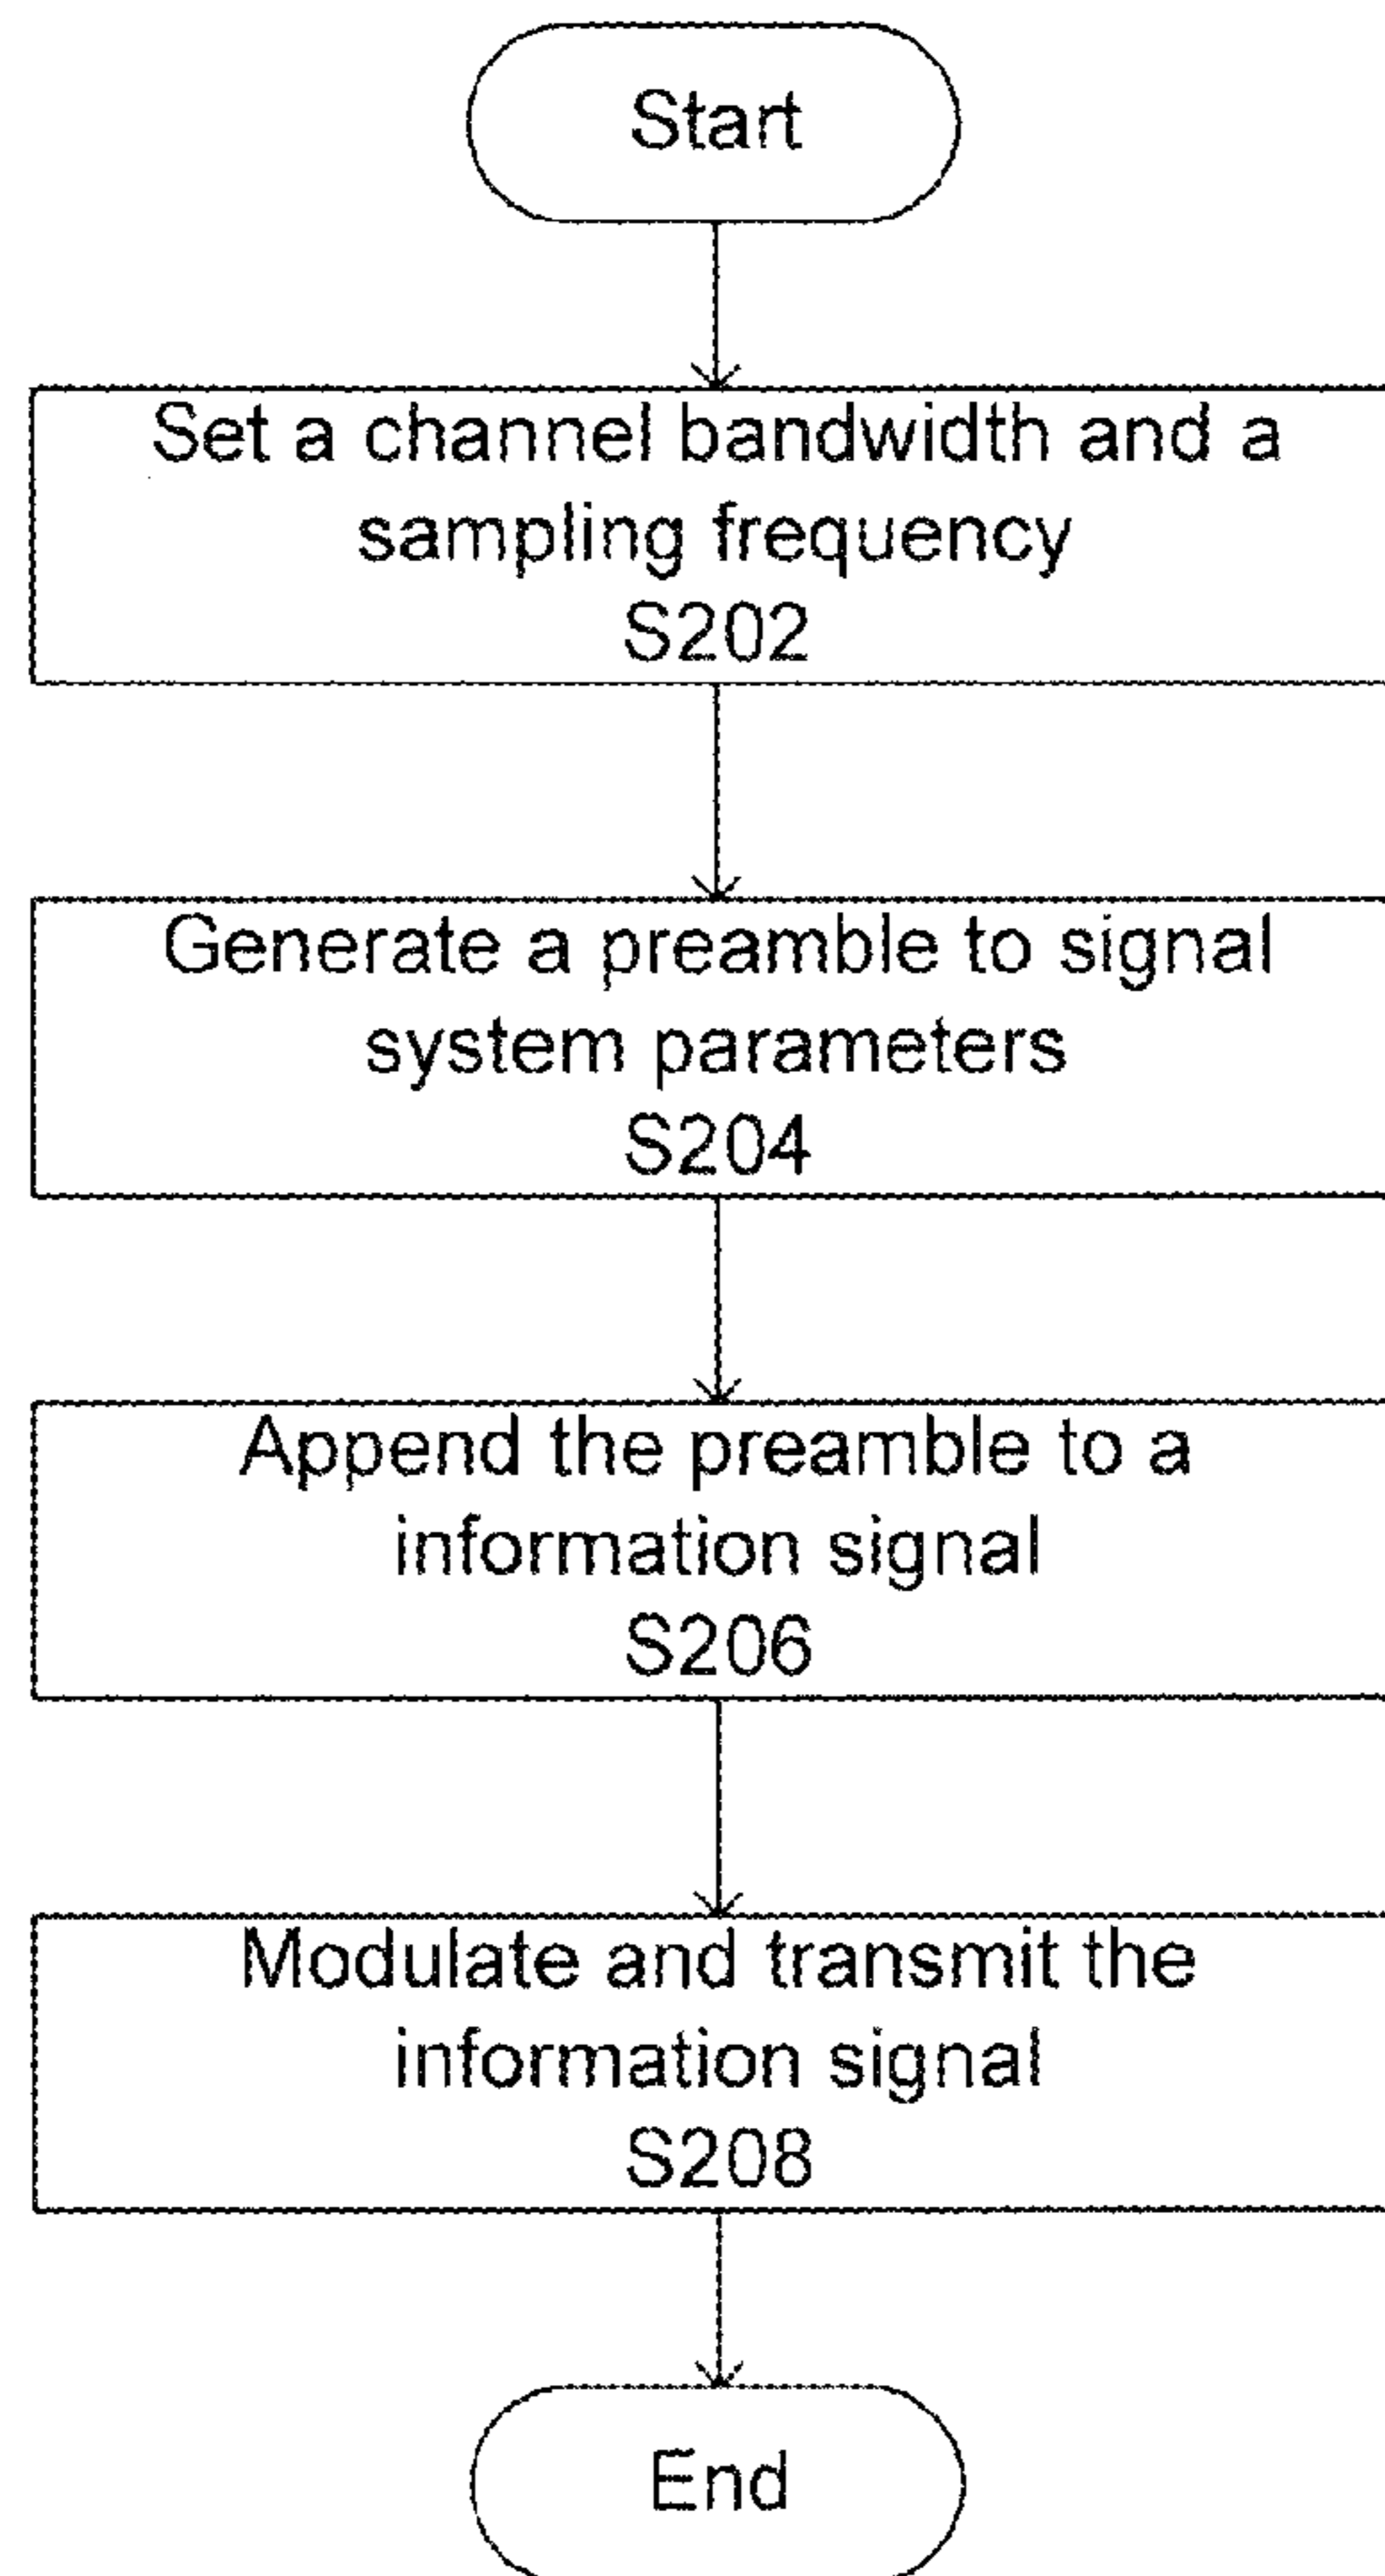 Start
Set a channel bandwidth and a
sampling frequency
S202
Generate a preamble to signal
system parameters
S204
Append the preamble to a
information signal
S206
Modulate and transmit the
information signal
S208
End